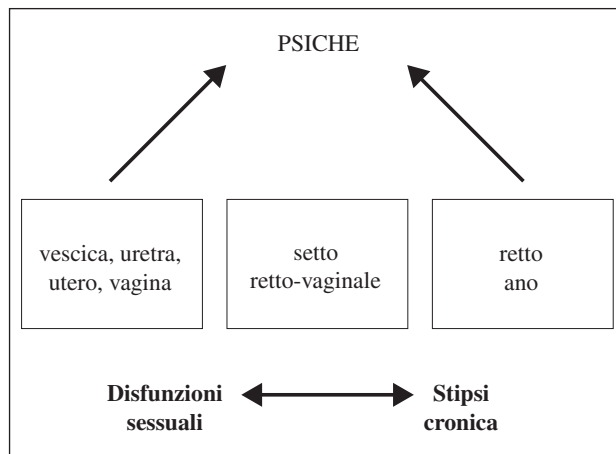 PSICHE
vescica, uretra,
utero, vagina
setto
retto-vaginale
retto
ano
Disfunzioni
sessuali
Stipsi
cronica